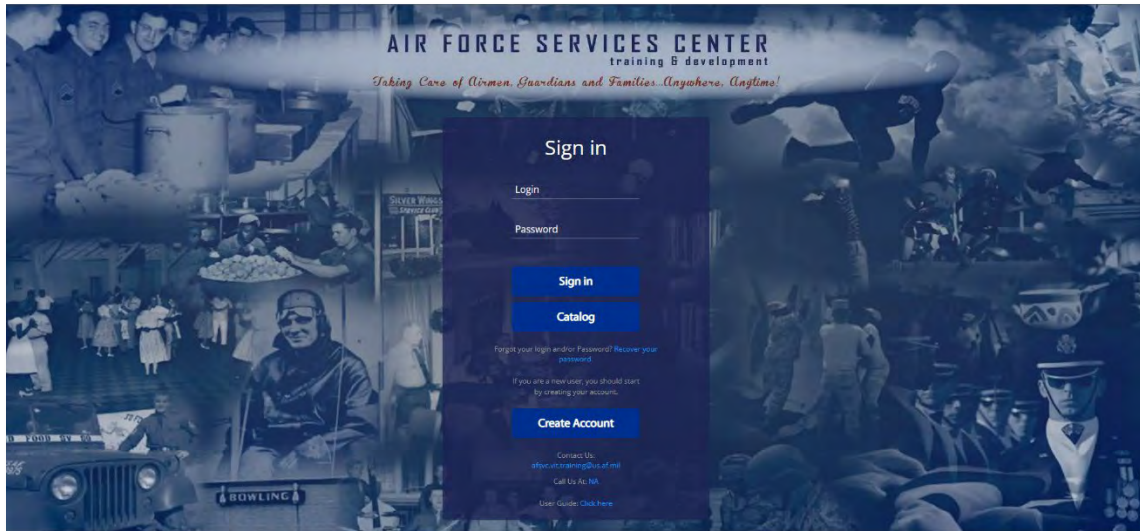 AIR FORCE SERVICES CENTER
training & development
Taking Care of Airmen, Guardians and Families...Anywhere, Anytime!
Sign in
SILVER WINGS
SERVICE CLUB
Login
Password
Sign in
Catalog
Forgot your login and/or Password? Recover your
password
If you are a new user, you should start
by creating your account.
Create Account
Contact Us:
Call Us At: NA
User Guide: Click here
BOWLING